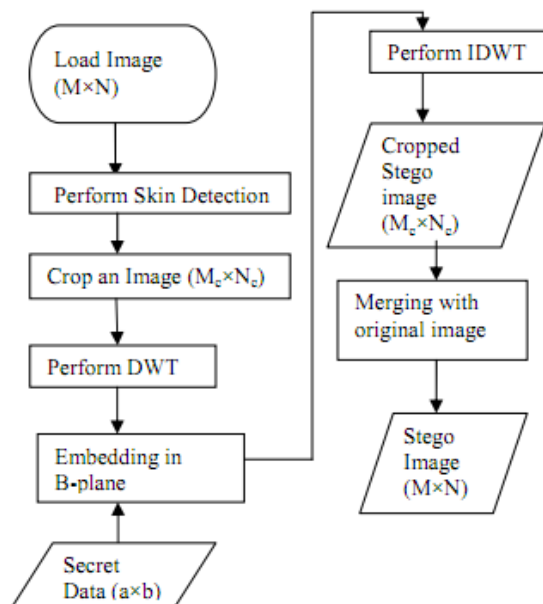 Load Image
(M×N)
Perform Skin Detection
Crop an Image (Mc×Nc)
Perform DWT
Embedding in
B-plane
Secret
Data (a×b)
Perform IDWT
Cropped
Stego
image
(Mc×Nc)
Merging with
original image
Stego
Image
(M×N)